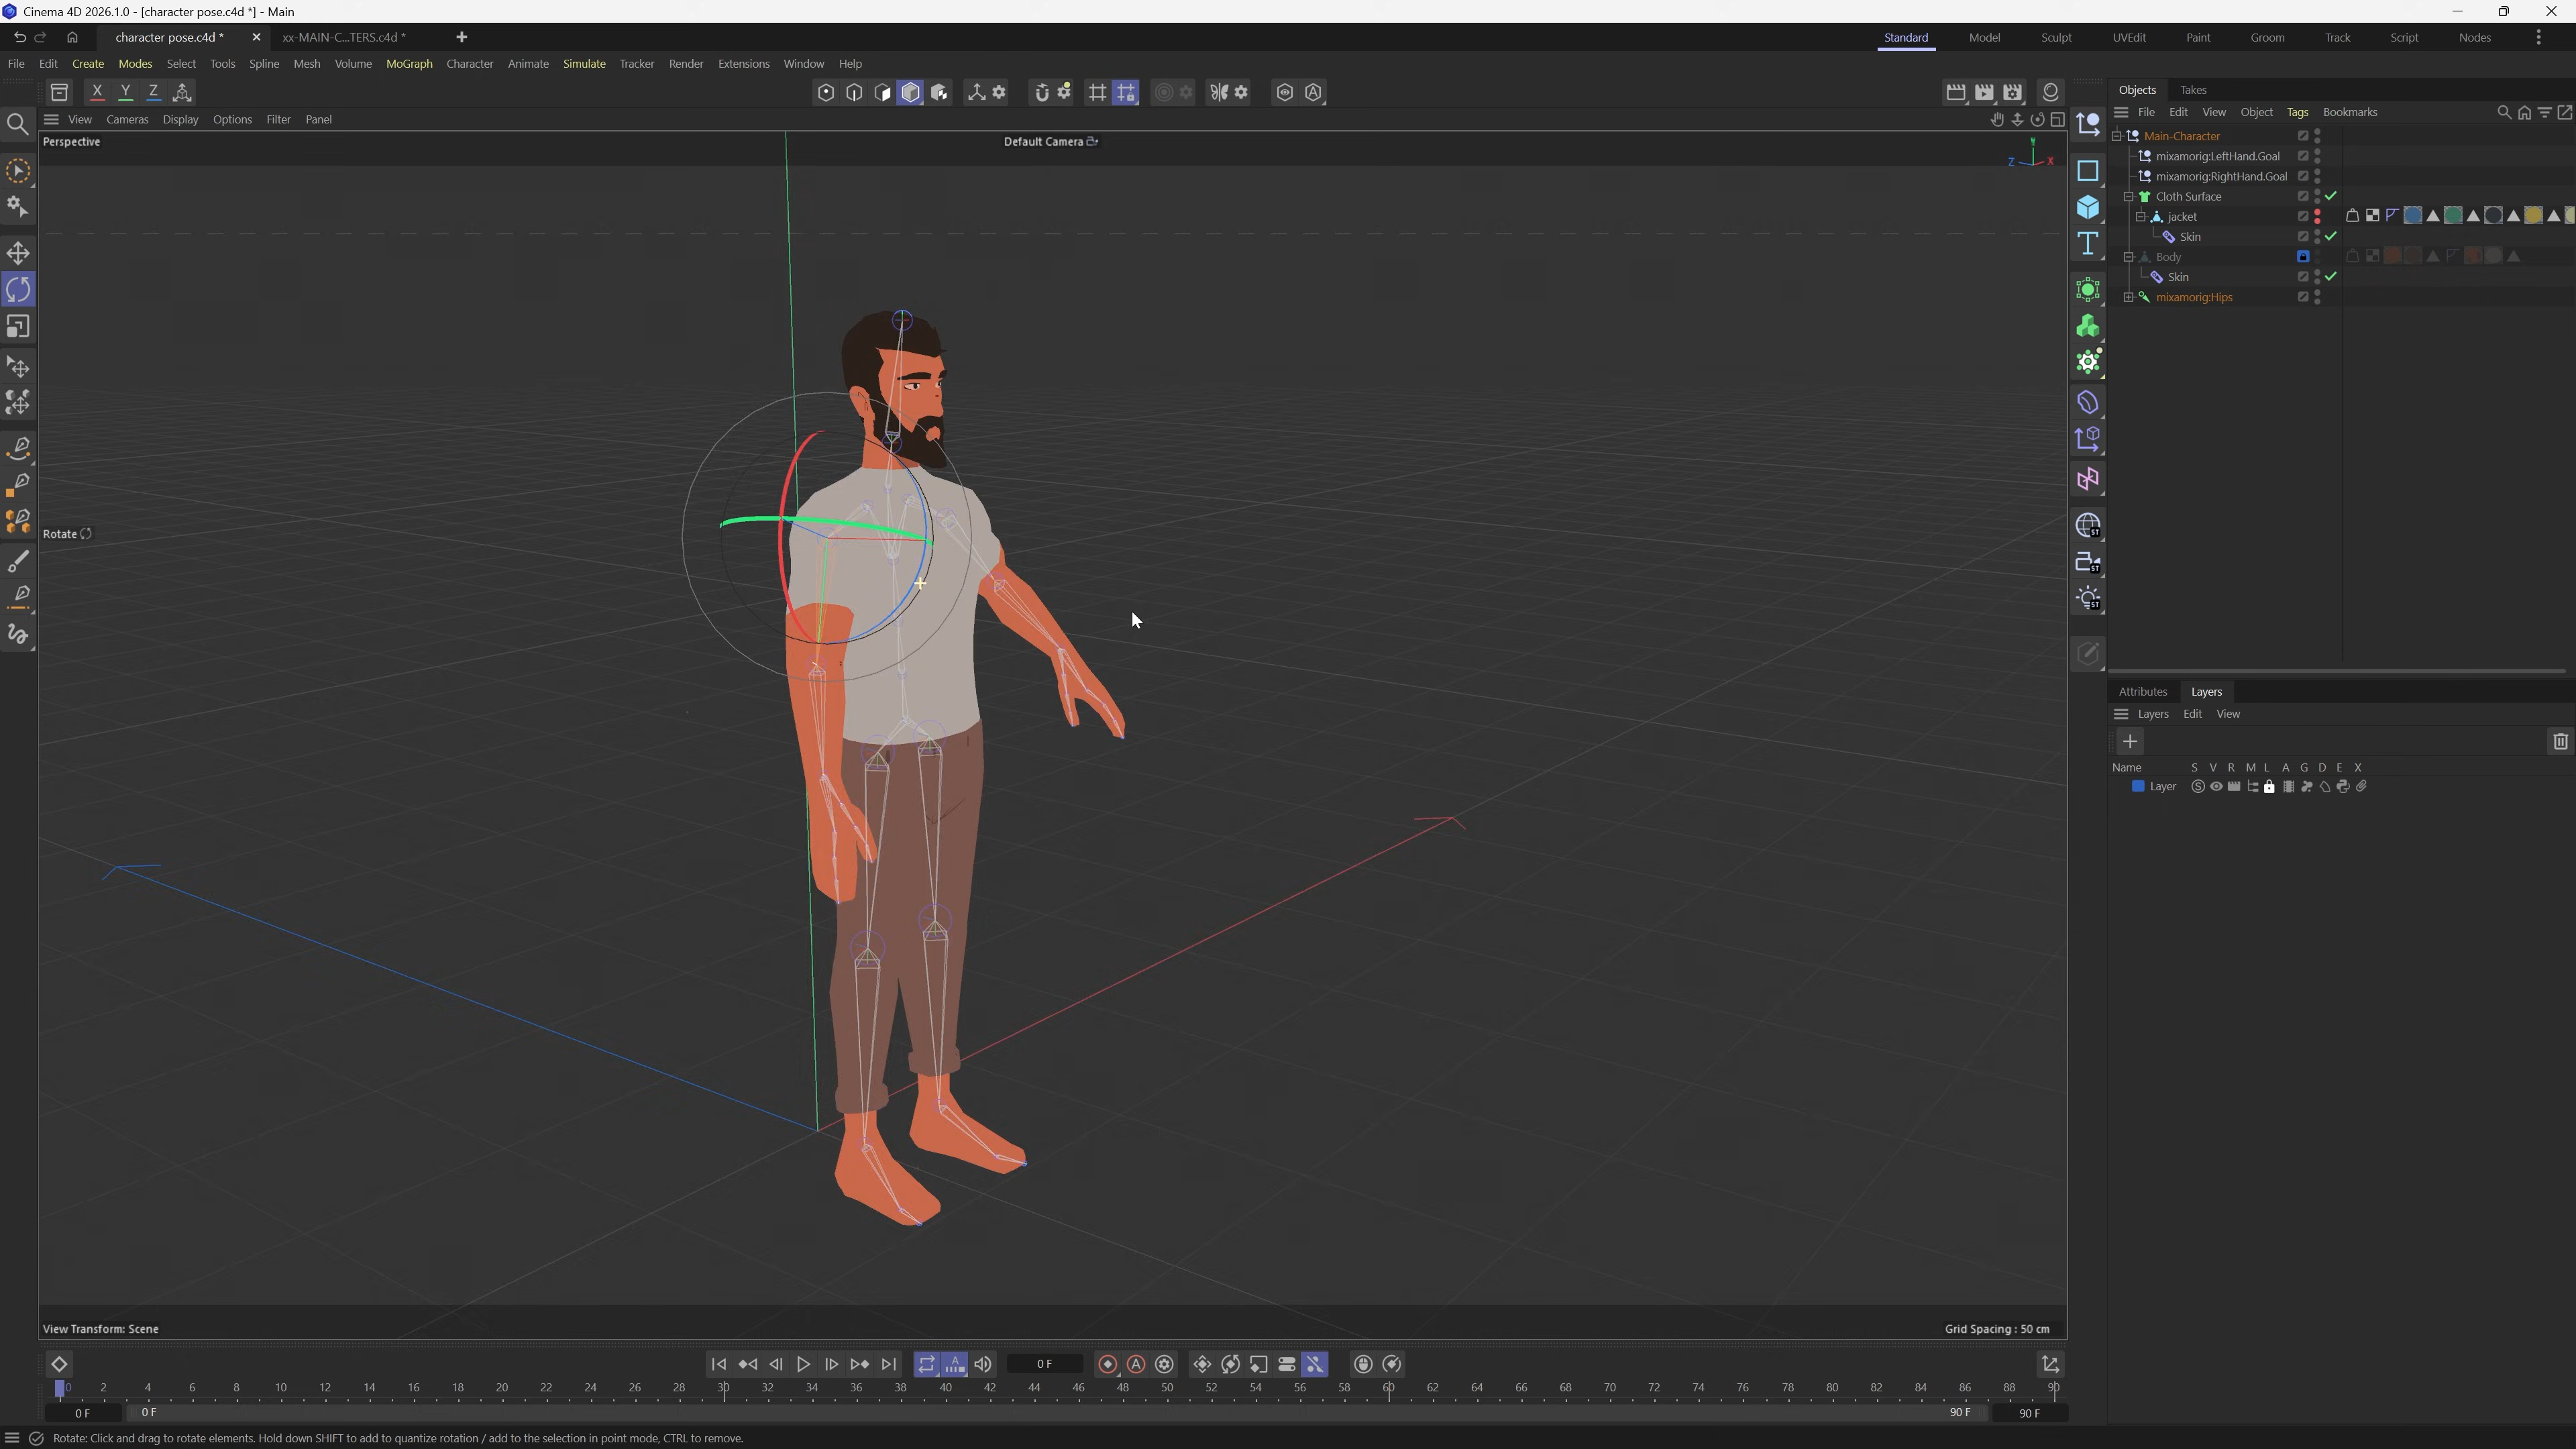 Cinema 4D 2026.1.0 - [character pose.c4d *] - Main
character pose.c4d *
xx-MAIN-C...TERS.c4d *
Standard Model Sculpt UVEdit Paint Groom Track Script Nodes
File Edit Create Modes Select Tools Spline Mesh Volume MoGraph Character Animate Simulate Tracker Render Extensions Window Help
X Y Z
Objects Takes
View Cameras Display Options Filter Panel
File Edit View Object Tags Bookmarks
Perspective
Default Camera
Y
Z X
Main-Character
mixamorig:LeftHand.Goal
mixamorig:RightHand.Goal
Cloth Surface
jacket
Skin
Body
Skin
mixamorig:Hips
Rotate
ST
ST
ST
Attributes Layers
Layers Edit View
Name S V R M L A G D E X
Layer
View Transform: Scene
Grid Spacing : 50 cm
0 F
0 2 4 6 8 10 12 14 16 18 20 22 24 26 28 30 32 34 36 38 40 42 44 46 48 50 52 54 56 58 60 62 64 66 68 70 72 74 76 78 80 82 84 86 88 90
0 F 0 F 90 F 90 F
Rotate: Click and drag to rotate elements. Hold down SHIFT to add to quantize rotation / add to the selection in point mode, CTRL to remove.